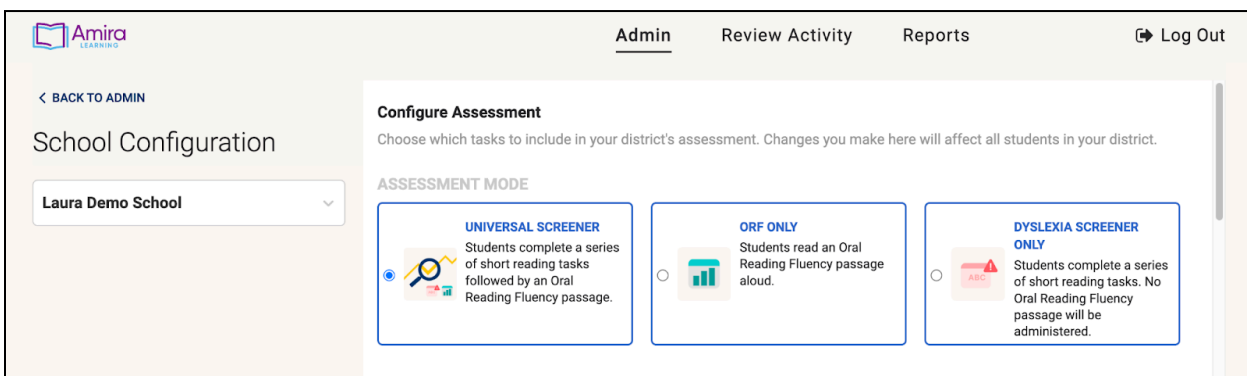 Amira
LEARNING
Admin
Review Activity
Reports
Log Out
BACK TO ADMIN
School Configuration
Laura Demo School
Configure Assessment
Choose which tasks to include in your district's assessment. Changes you make here will affect all students in your district.
ASSESSMENT MODE
UNIVERSAL SCREENER
Students complete a series
of short reading tasks
followed by an Oral
Reading Fluency passage.
ORF ONLY
Students read an Oral
Reading Fluency passage
aloud.
ABC
DYSLEXIA SCREENER
ONLY
Students complete a series
of short reading tasks. No
Oral Reading Fluency
passage will be
administered.